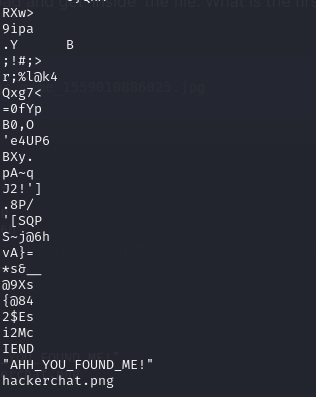 RXw>
9ipa
.Y      B
;!#;>
r;%l@k4
Qxg7<
=0fYp
B0,O
'e4UP6
BXy.
pA~q
J2!']
.8P/
'[SQP
S~j@6h
vA}=
*s&__
@9Xs
{@84
2$Es
i2Mc
IEND
"AHH_YOU_FOUND_ME!"
hackerchat.png